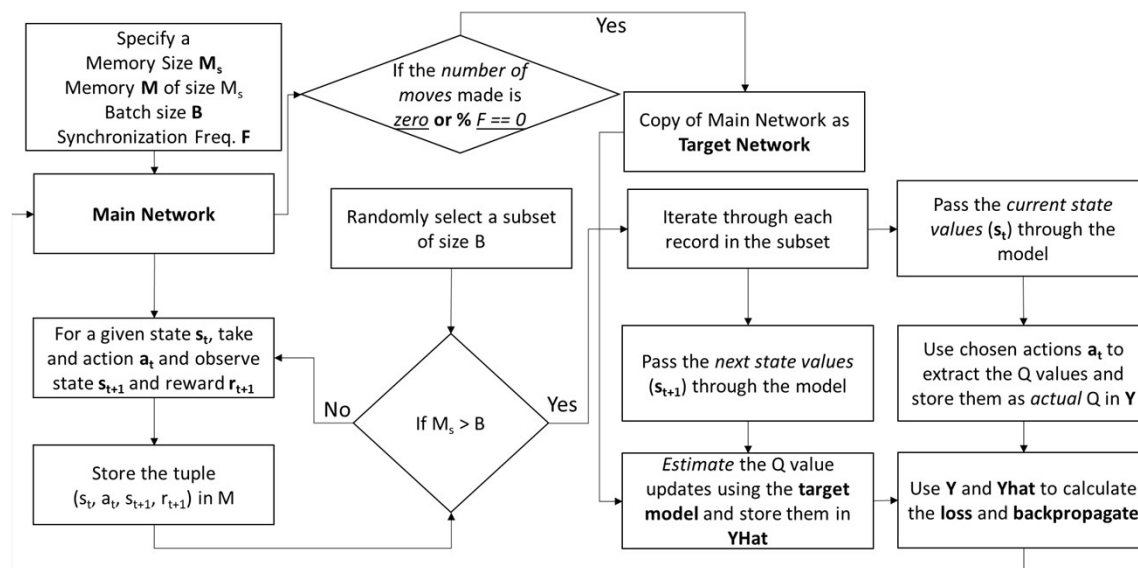 Specify a
Memory Size Ms
Memory M of size Ms
Batch size B
Synchronization Freq. F
If the number of
moves made is
zero or % F == 0
Yes
Copy of Main Network as
Target Network
Main Network
Randomly select a subset
of size B
Iterate through each
record in the subset
Pass the current state
values (st) through the
model
For a given state st, take
and action at and observe
state st+1 and reward rt+1
No
If Ms > B
Yes
Pass the next state values
(st+1) through the model
Use chosen actions at to
extract the Q values and
store them as actual Q in Y
Store the tuple
(st, at, st+1, rt+1) in M
Estimate the Q value
updates using the target
model and store them in
YHat
Use Y and Yhat to calculate
the loss and backpropagate